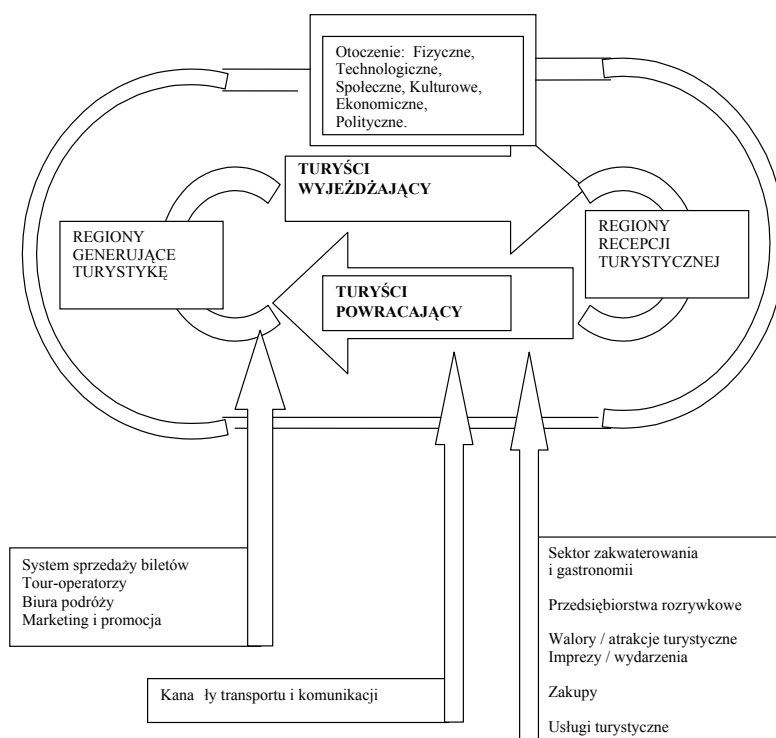 Otoczenie: Fizyczne,
Technologiczne,
Społeczne, Kulturowe,
Ekonomiczne,
Polityczne.
TURYŚCI
WYJEŻDŻAJĄCY
REGIONY
GENERUJĄCE
TURYSTYKĘ
REGIONY
RECEPCJI
TURYSTYCZNEJ
TURYŚCI
POWRACAJĄCY
System sprzedaży biletów
Tour-operatorzy
Biura podróży
Marketing i promocja
Kana ły transportu i komunikacji
Sektor zakwaterowania
i gastronomii
Przedsiębiorstwa rozrywkowe
Walory / atrakcje turystyczne
Imprezy / wydarzenia
Zakupy
Usługi turystyczne